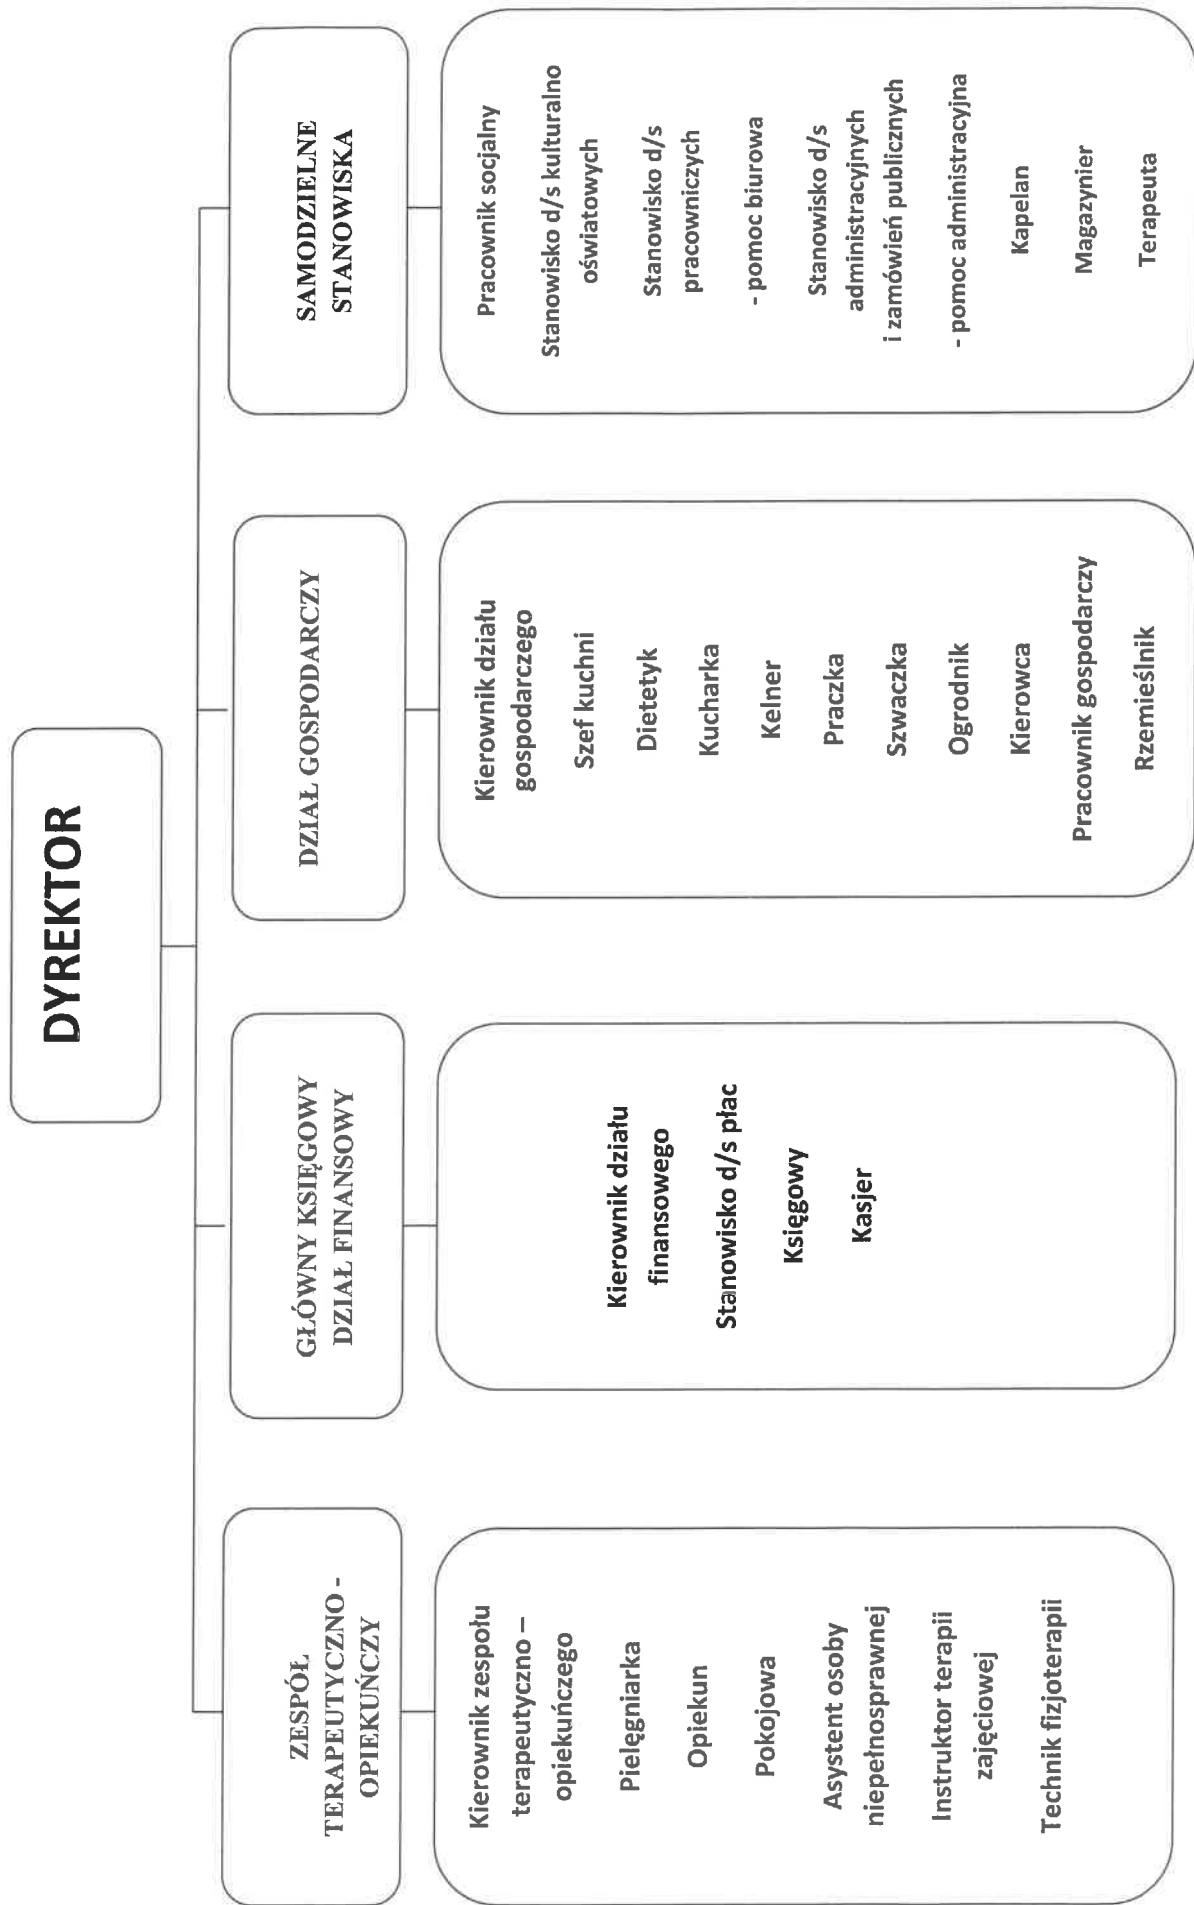 DYREKTOR
ZESPÓŁ
TERAPEUTYCZNO -
OPIEKUŃCZY
GŁÓWNY KSIĘGOWY
DZIAŁ FINANSOWY
DZIAŁ GOSPODARCZY
SAMODZIELNE
STANOWISKA
Kierownik zespołu
terapeutyczno –
opiekuńczego
Pielęgniarka
Opiekun
Pokojowa
Asystent osoby
niepełnosprawnej
Instruktor terapii
zajęciowej
Technik fizjoterapii
Kierownik działu
finansowego
Stanowisko d/s płac
Księgowy
Kasjer
Kierownik działu
gospodarczego
Szef kuchni
Dietetyk
Kucharka
Kelner
Praczka
Szwaczka
Ogrodnik
Kierowca
Pracownik gospodarczy
Rzemieślnik
Pracownik socjalny
Stanowisko d/s kulturalno
oświatowych
Stanowisko d/s
pracowniczych
- pomoc biurowa
Stanowisko d/s
administracyjnych
i zamówień publicznych
- pomoc administracyjna
Kapelan
Magazynier
Terapeuta